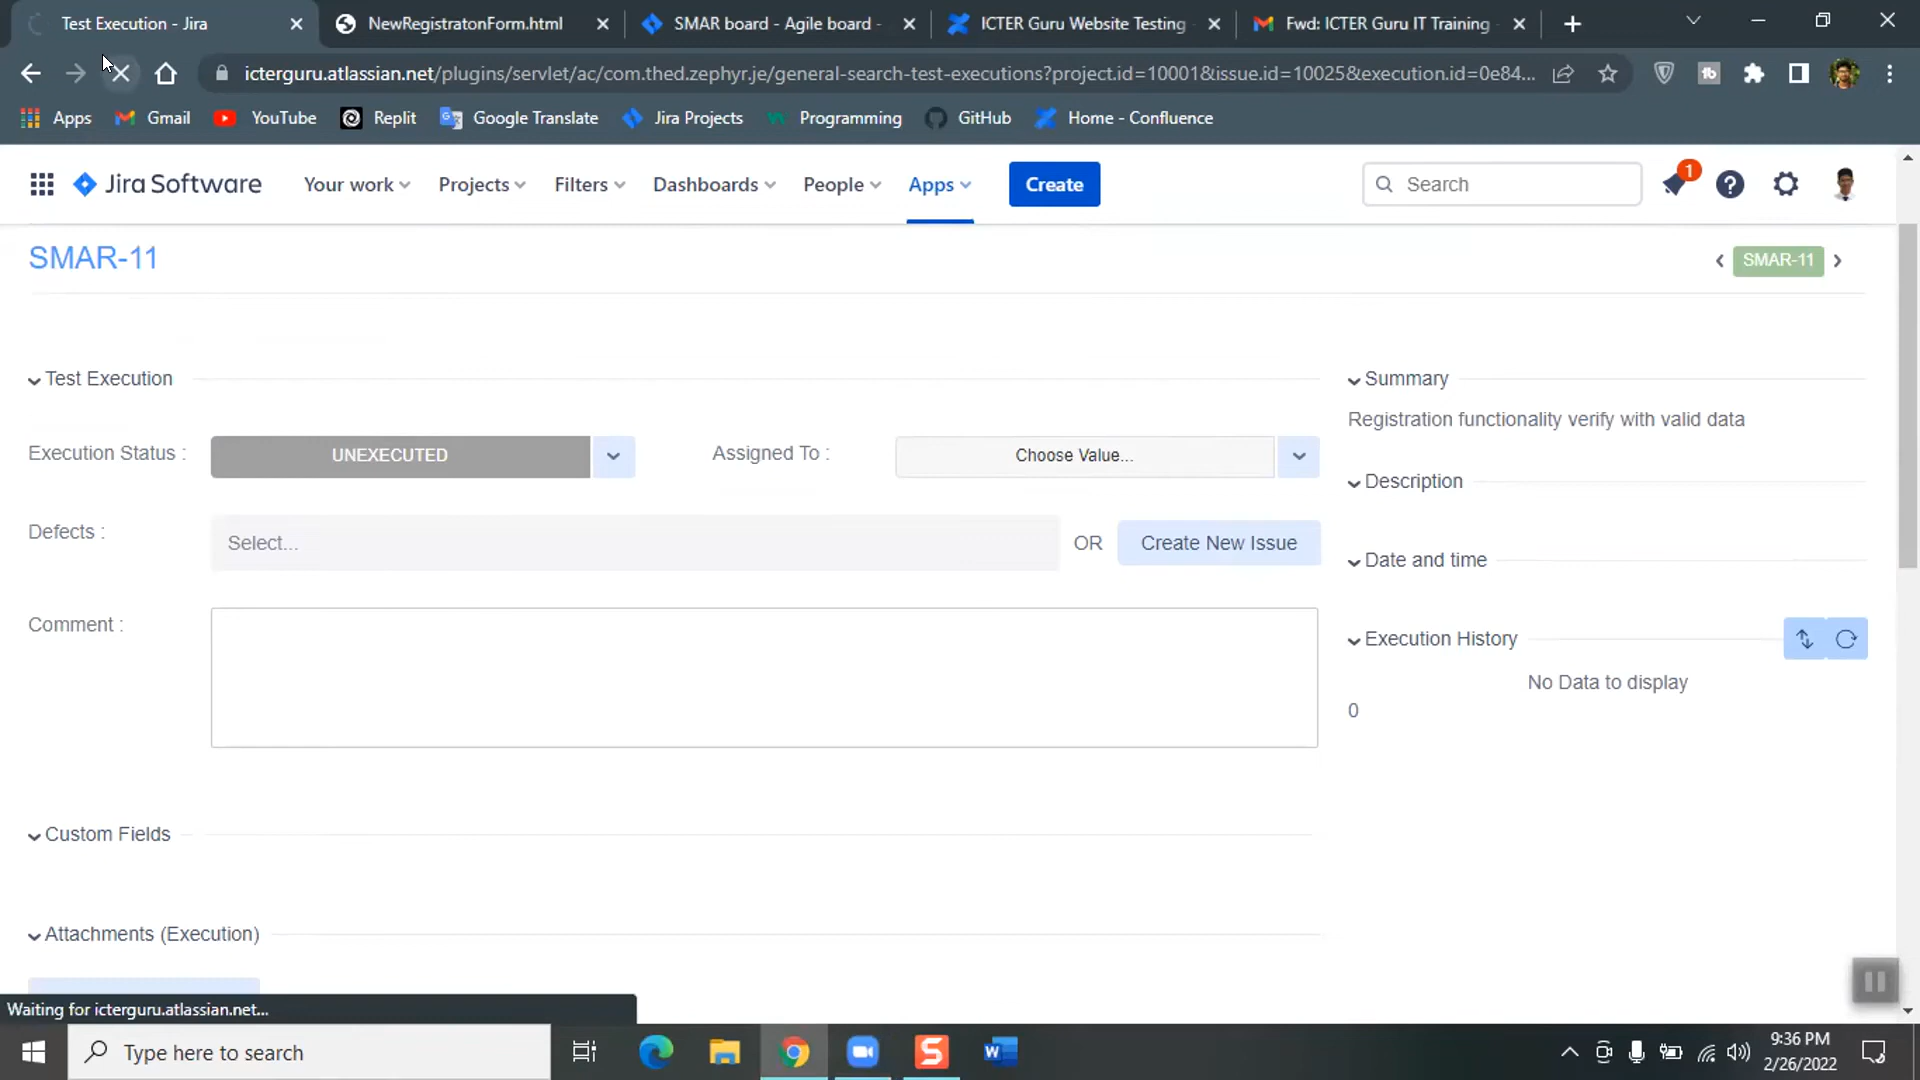 Test Execution - Jira
NewRegistratonForm.html
SMAR board - Agile board -
ICTER Guru Website Testing
Fwd: ICTER Guru IT Training
icterguru.atlassian.net/plugins/servlet/ac/com.thed.zephyr.je/general-search-test-executions?project.id=10001&issue.id=10025&execution.id=0e84...
Apps
Gmail
YouTube
Replit
Google Translate
Jira Projects
Programming
GitHub
Home - Confluence
Jira Software
Your work
Projects
Filters
Dashboards
People
Apps
Create
Search
1
SMAR-11
SMAR-11
Test Execution
Summary
Registration functionality verify with valid data
Execution Status :
UNEXECUTED
Assigned To :
Choose Value...
Description
Defects :
Select...
OR
Create New Issue
Date and time
Comment :
Execution History
No Data to display
0
Custom Fields
Attachments (Execution)
Waiting for icterguru.atlassian.net...
Type here to search
9:36 PM
2/26/2022